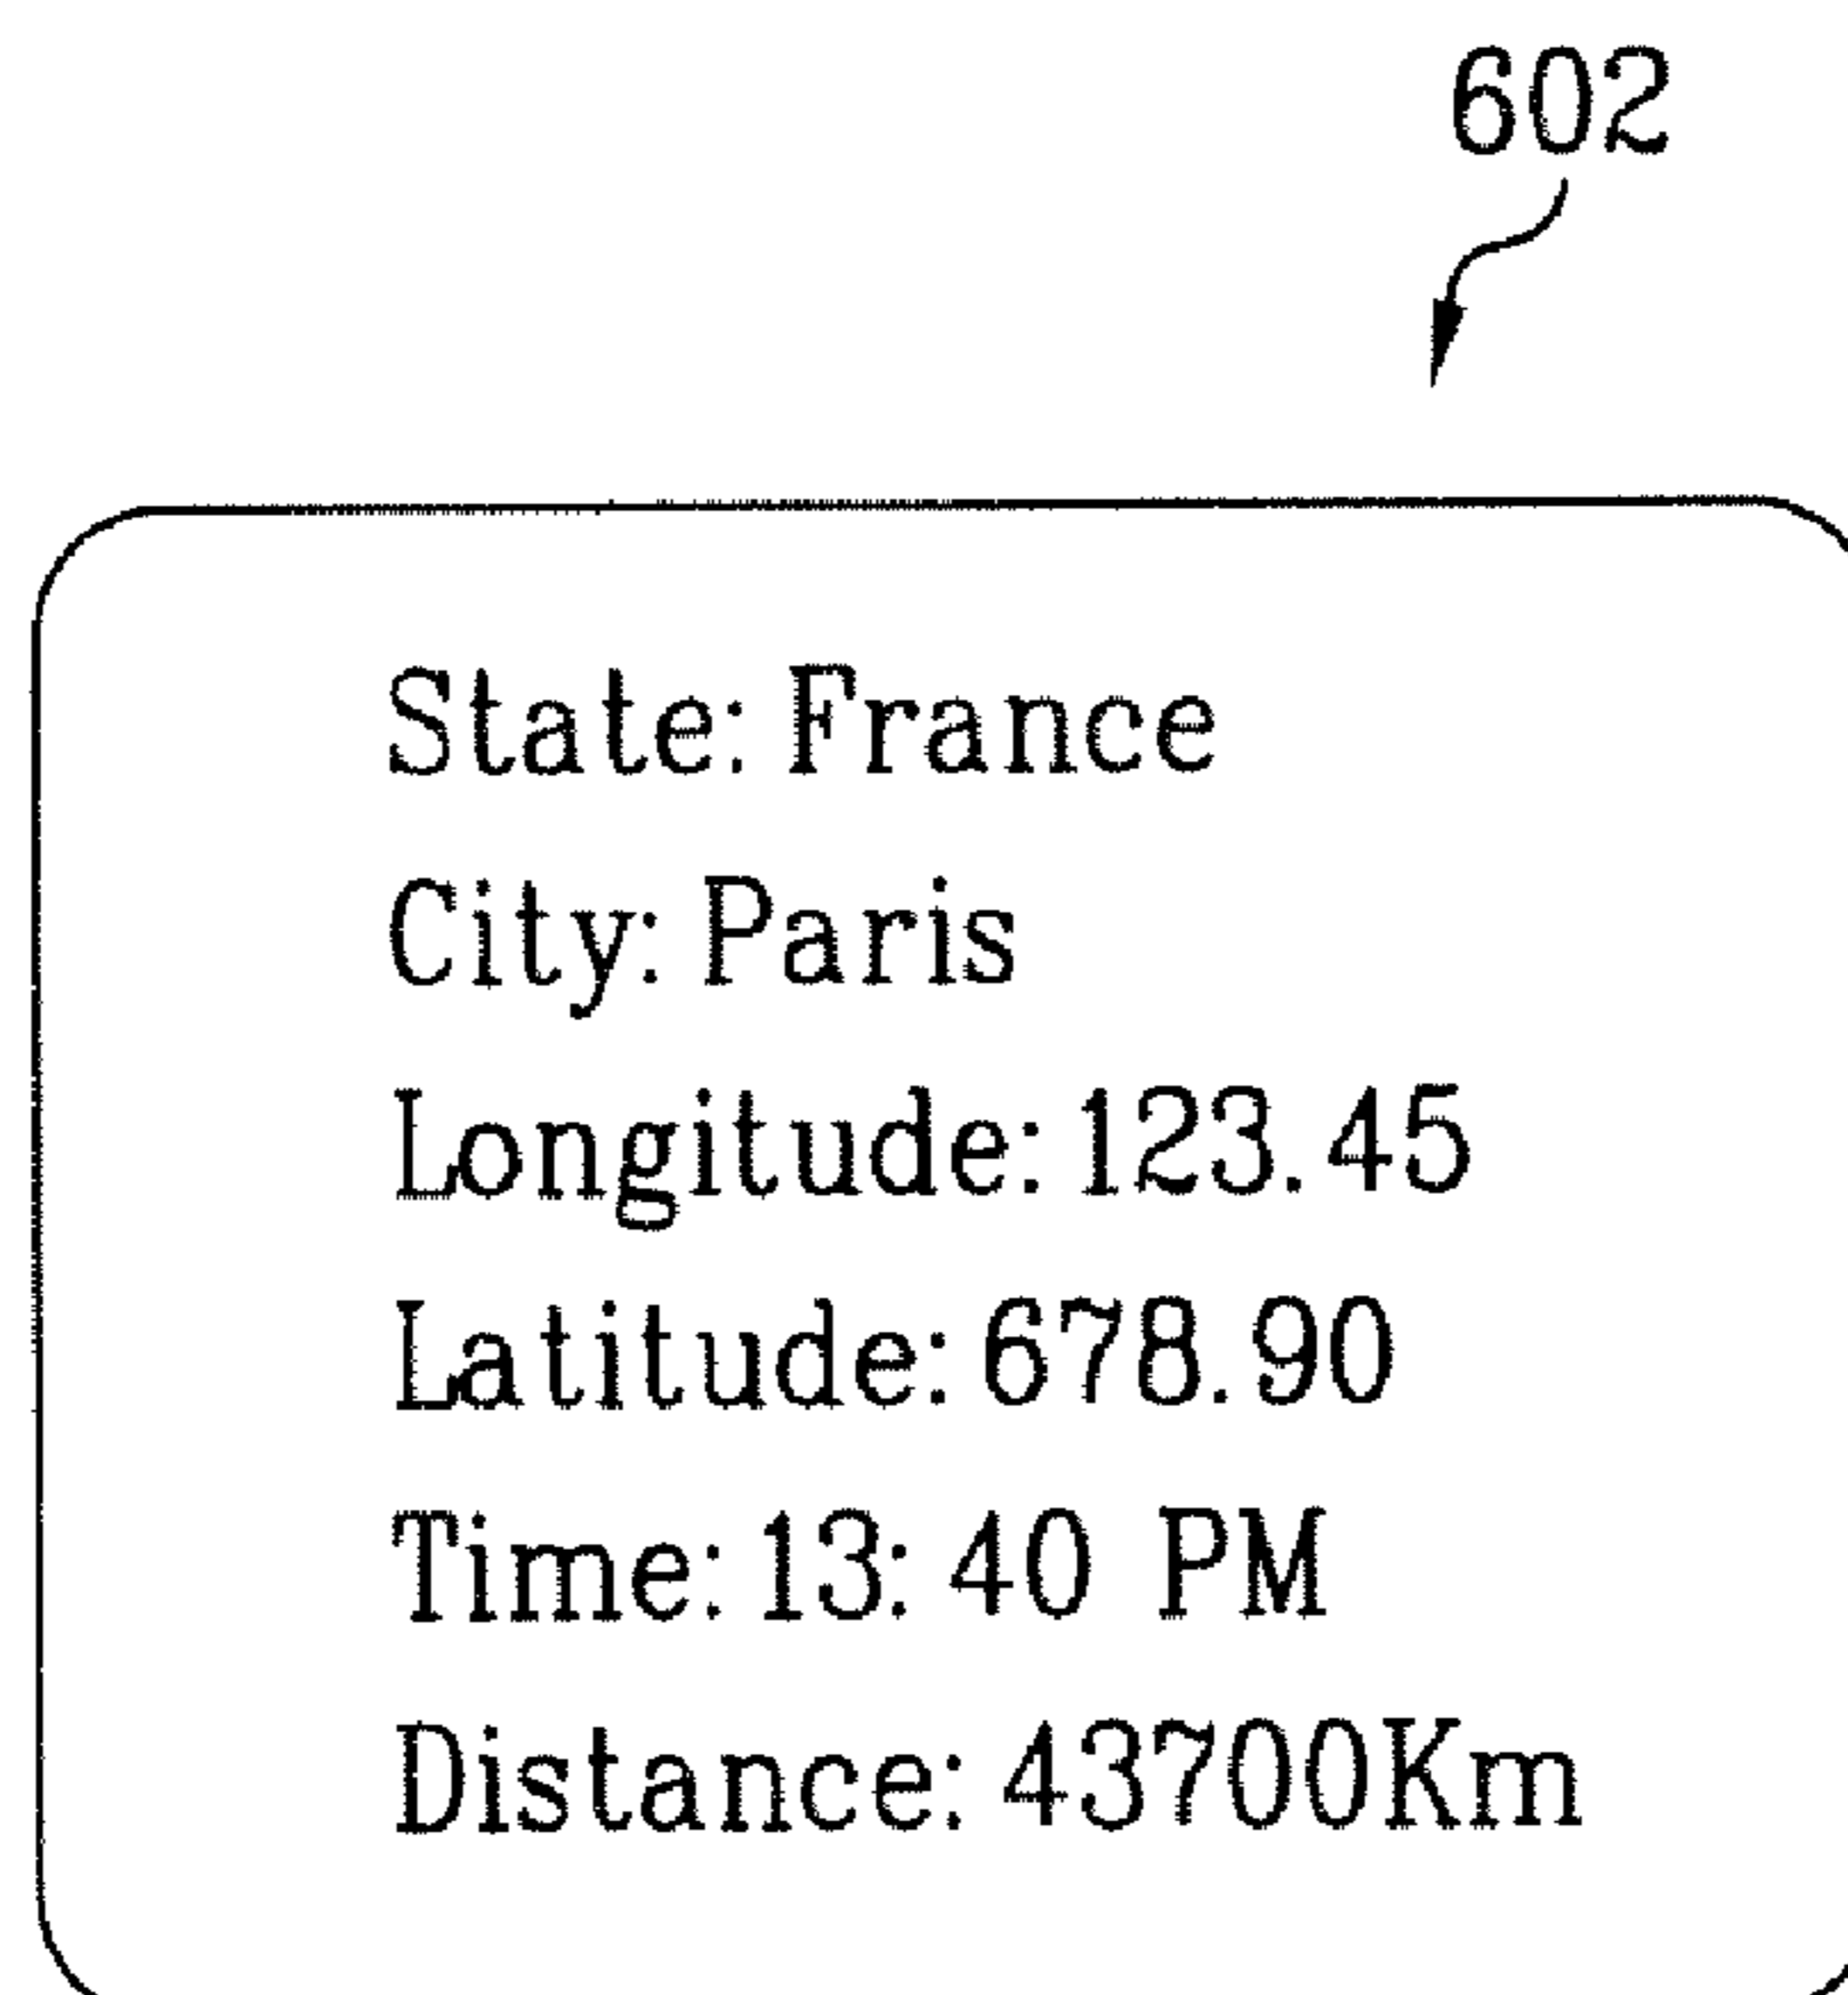 602
State: France
City: Paris
Longitude: 123.45
Latitude: 678.90
Time: 13: 40 PM
Distance: 43700Km